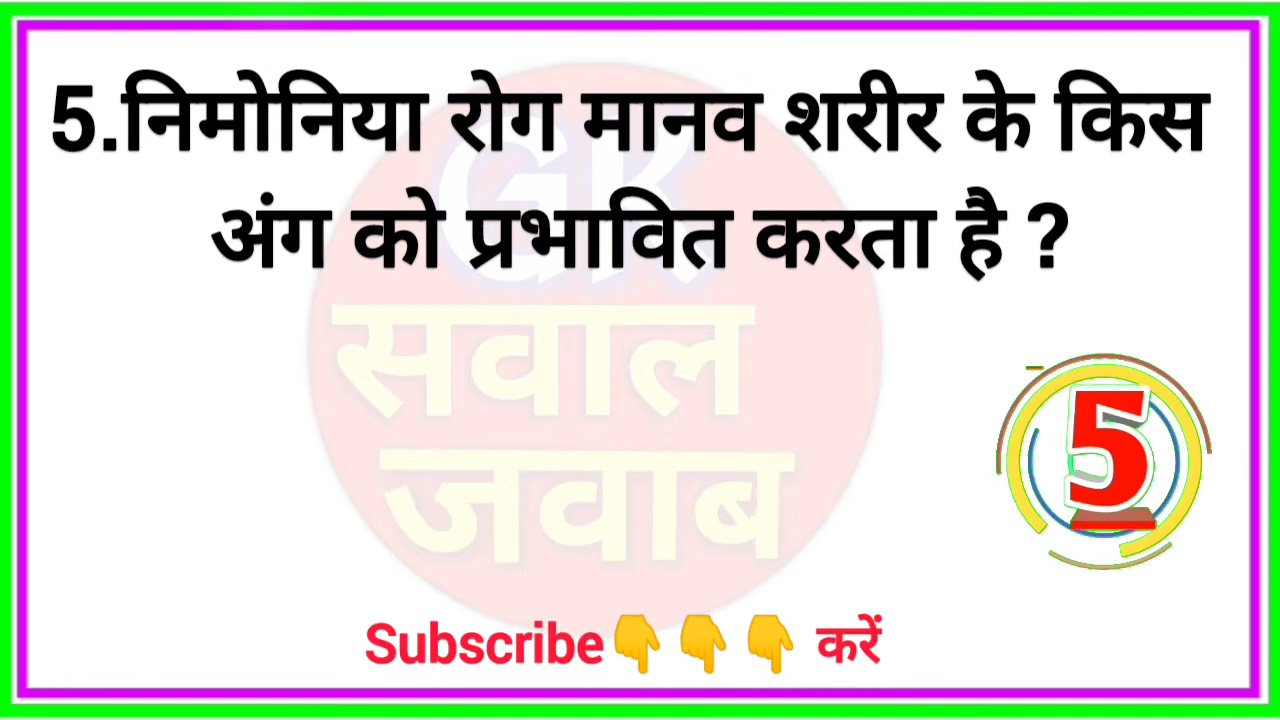 5.निमोनिया रोग मानव शरीर के किस
अंग को प्रभावित करता है ?
GK
सवाल
जवाब
5
Subscribe👇👇👇 करें